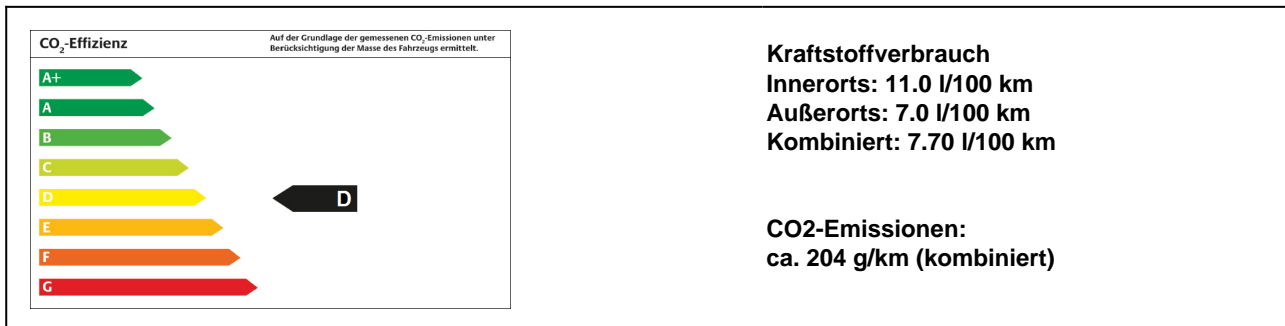 CO₂-Effizienz
Auf der Grundlage der gemessenen CO₂-Emissionen unter
Berücksichtigung der Masse des Fahrzeugs ermittelt.
A+
A
B
C
D
D
E
F
G
Kraftstoffverbrauch
Innerorts: 11.0 l/100 km
Außerorts: 7.0 l/100 km
Kombiniert: 7.70 l/100 km
CO2-Emissionen:
ca. 204 g/km (kombiniert)